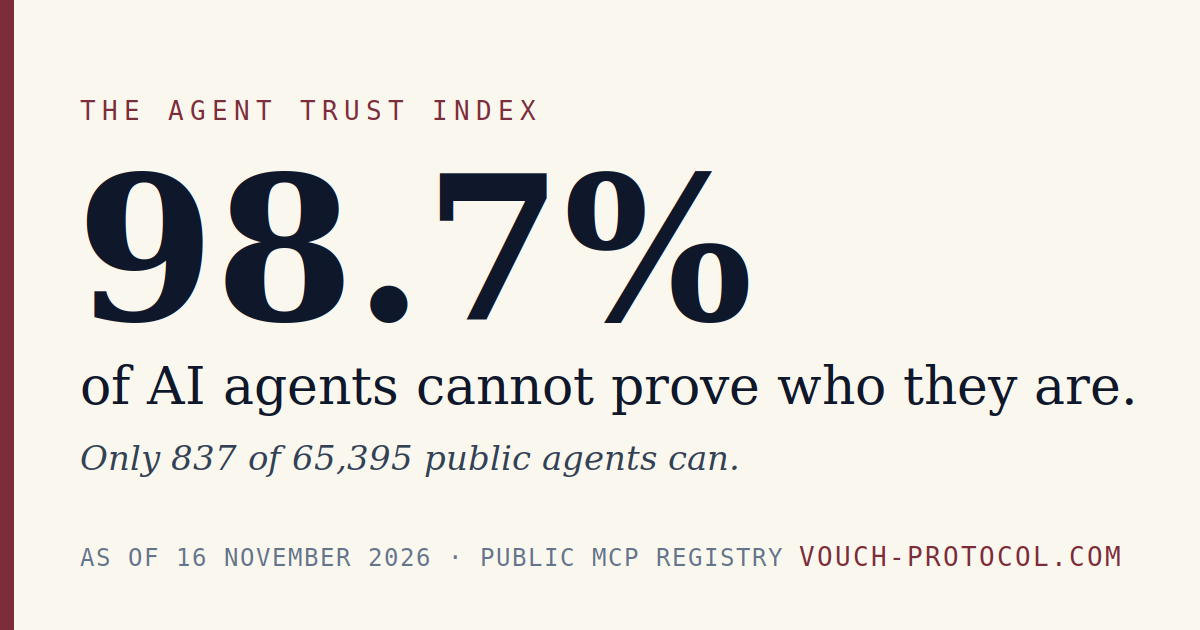 THE AGENT TRUST INDEX
98.7%
of AI agents cannot prove who they are.
Only 837 of 65,395 public agents can.
AS OF 16 NOVEMBER 2026 · PUBLIC MCP REGISTRY VOUCH-PROTOCOL.COM